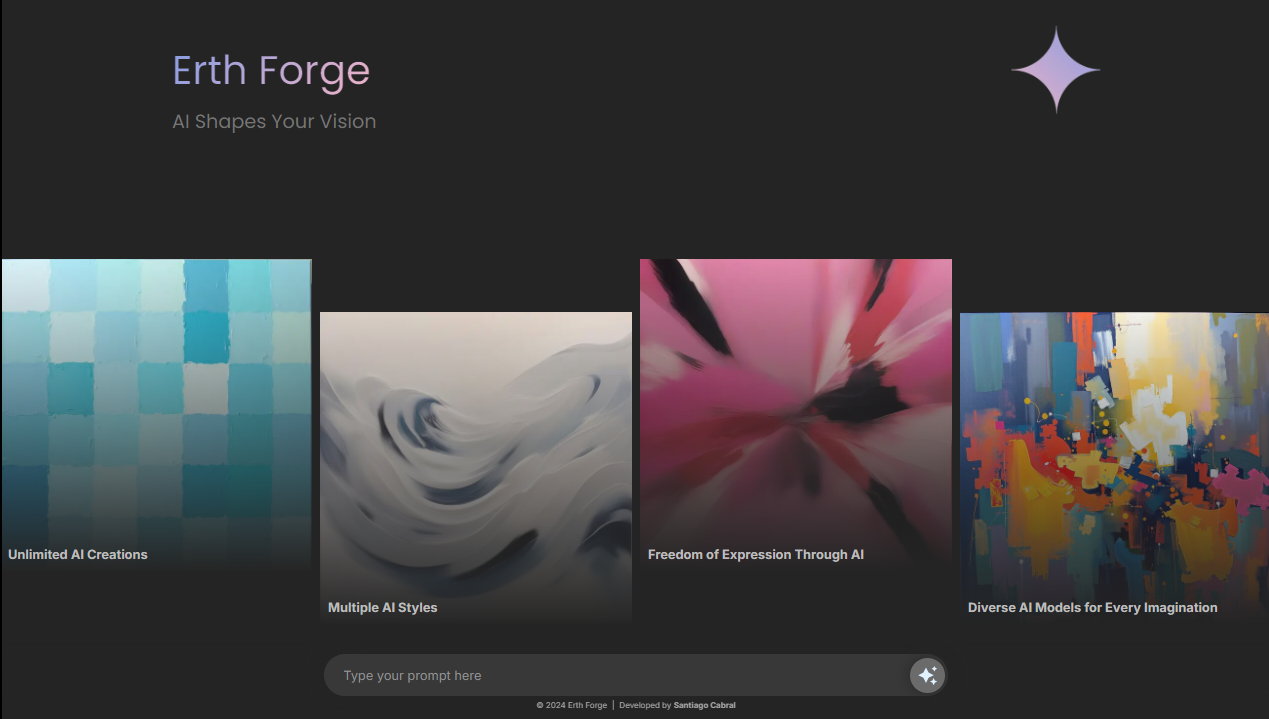 Erth Forge
AI Shapes Your Vision
Unlimited AI Creations
Multiple AI Styles
Freedom of Expression Through AI
Diverse AI Models for Every Imagination
Type your prompt here
© 2024 Erth Forge | Developed by Santiago Cabral